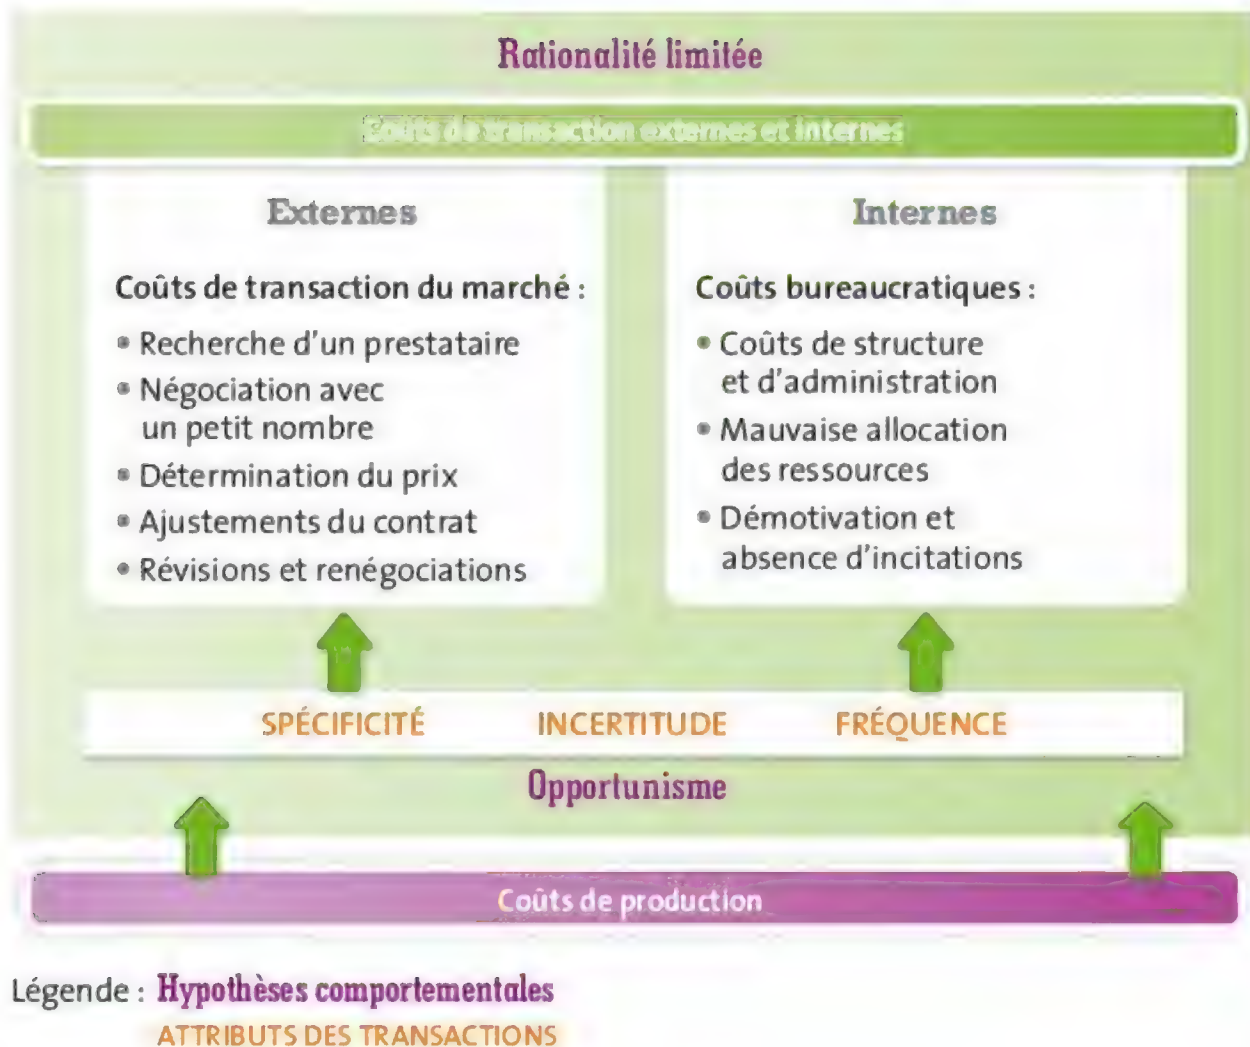 Rationalité limitée
Coûts de transaction externes et internes
Externes
Coûts de transaction du marché :
• Recherche d'un prestataire
• Négociation avec
un petit nombre
• Détermination du prix
• Ajustements du contrat
• Révisions et renégociations
Internes
Coûts bureaucratiques :
• Coûts de structure
et d'administration
• Mauvaise allocation
des ressources
• Démotivation et
absence d'incitations
SPÉCIFICITÉ INCERTITUDE FRÉQUENCE
Opportunisme
Coûts de production
Légende : Hypothèses comportementales
ATTRIBUTS DES TRANSACTIONS